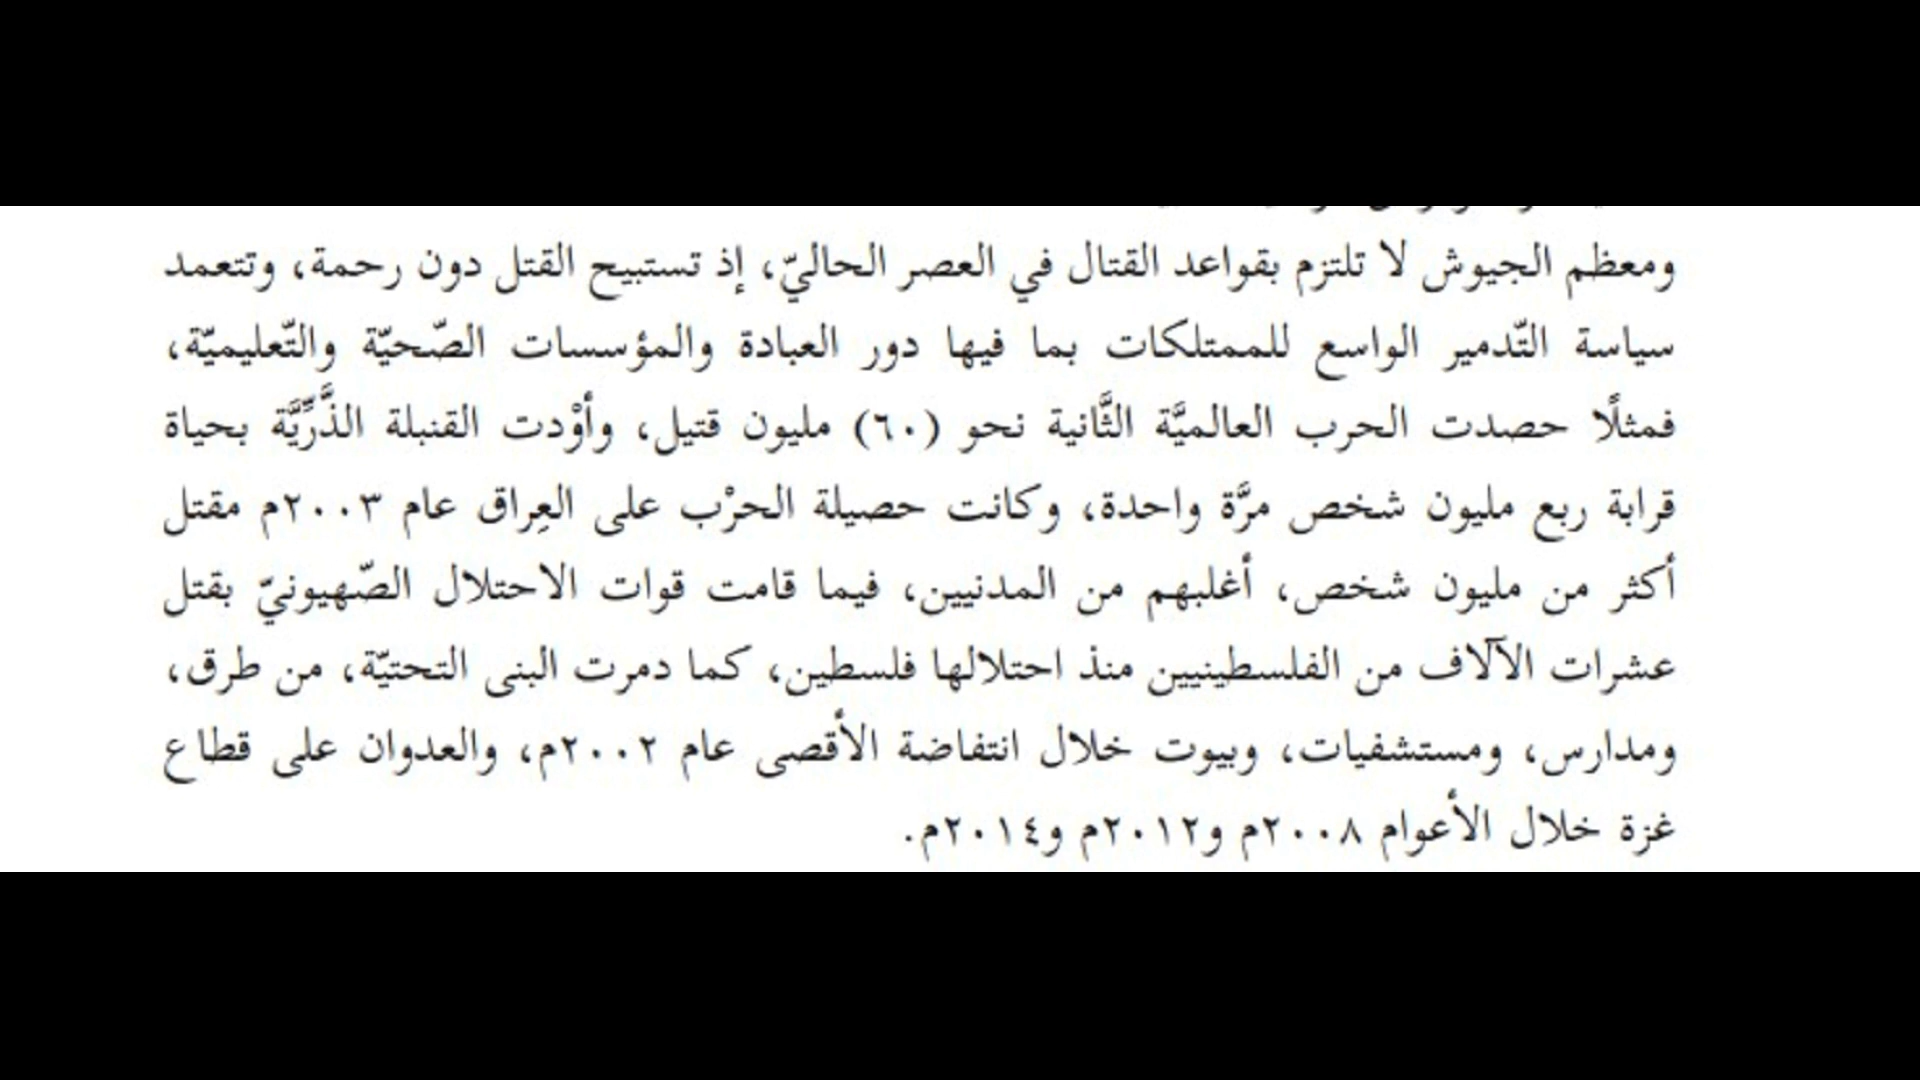 ومعظم الجيوش لا تلتزم بقواعد القتال في العصر الحاليّ، إذ تستبيح القتل دون رحمة، وتتعمد
سياسة التّدمير الواسع للممتلكات بما فيها دور العبادة والمؤسسات الصّحيّة والتّعليميّة،
فمثلًا حصدت الحرب العالميَّة الثَّانية نحو (٦٠) مليون قتيل، وأوْدت القنبلة الذَّرِّيَّة بحياة
قرابة ربع مليون شخص مرَّة واحدة، وكانت حصيلة الحرْب على العِراق عام ٢٠٠٣م مقتل
أكثر من مليون شخص، أغلبهم من المدنيين، فيما قامت قوات الاحتلال الصّهيونيّ بقتل
عشرات الآلاف من الفلسطينيين منذ احتلالها فلسطين، كما دمرت البنى التحتيّة، من طرق،
ومدارس، ومستشفيات، وبيوت خلال انتفاضة الأقصى عام ٢٠٠٢م، والعدوان على قطاع
غزة خلال الأعوام ٢٠٠٨م و٢٠١٢م و٢٠١٤م.